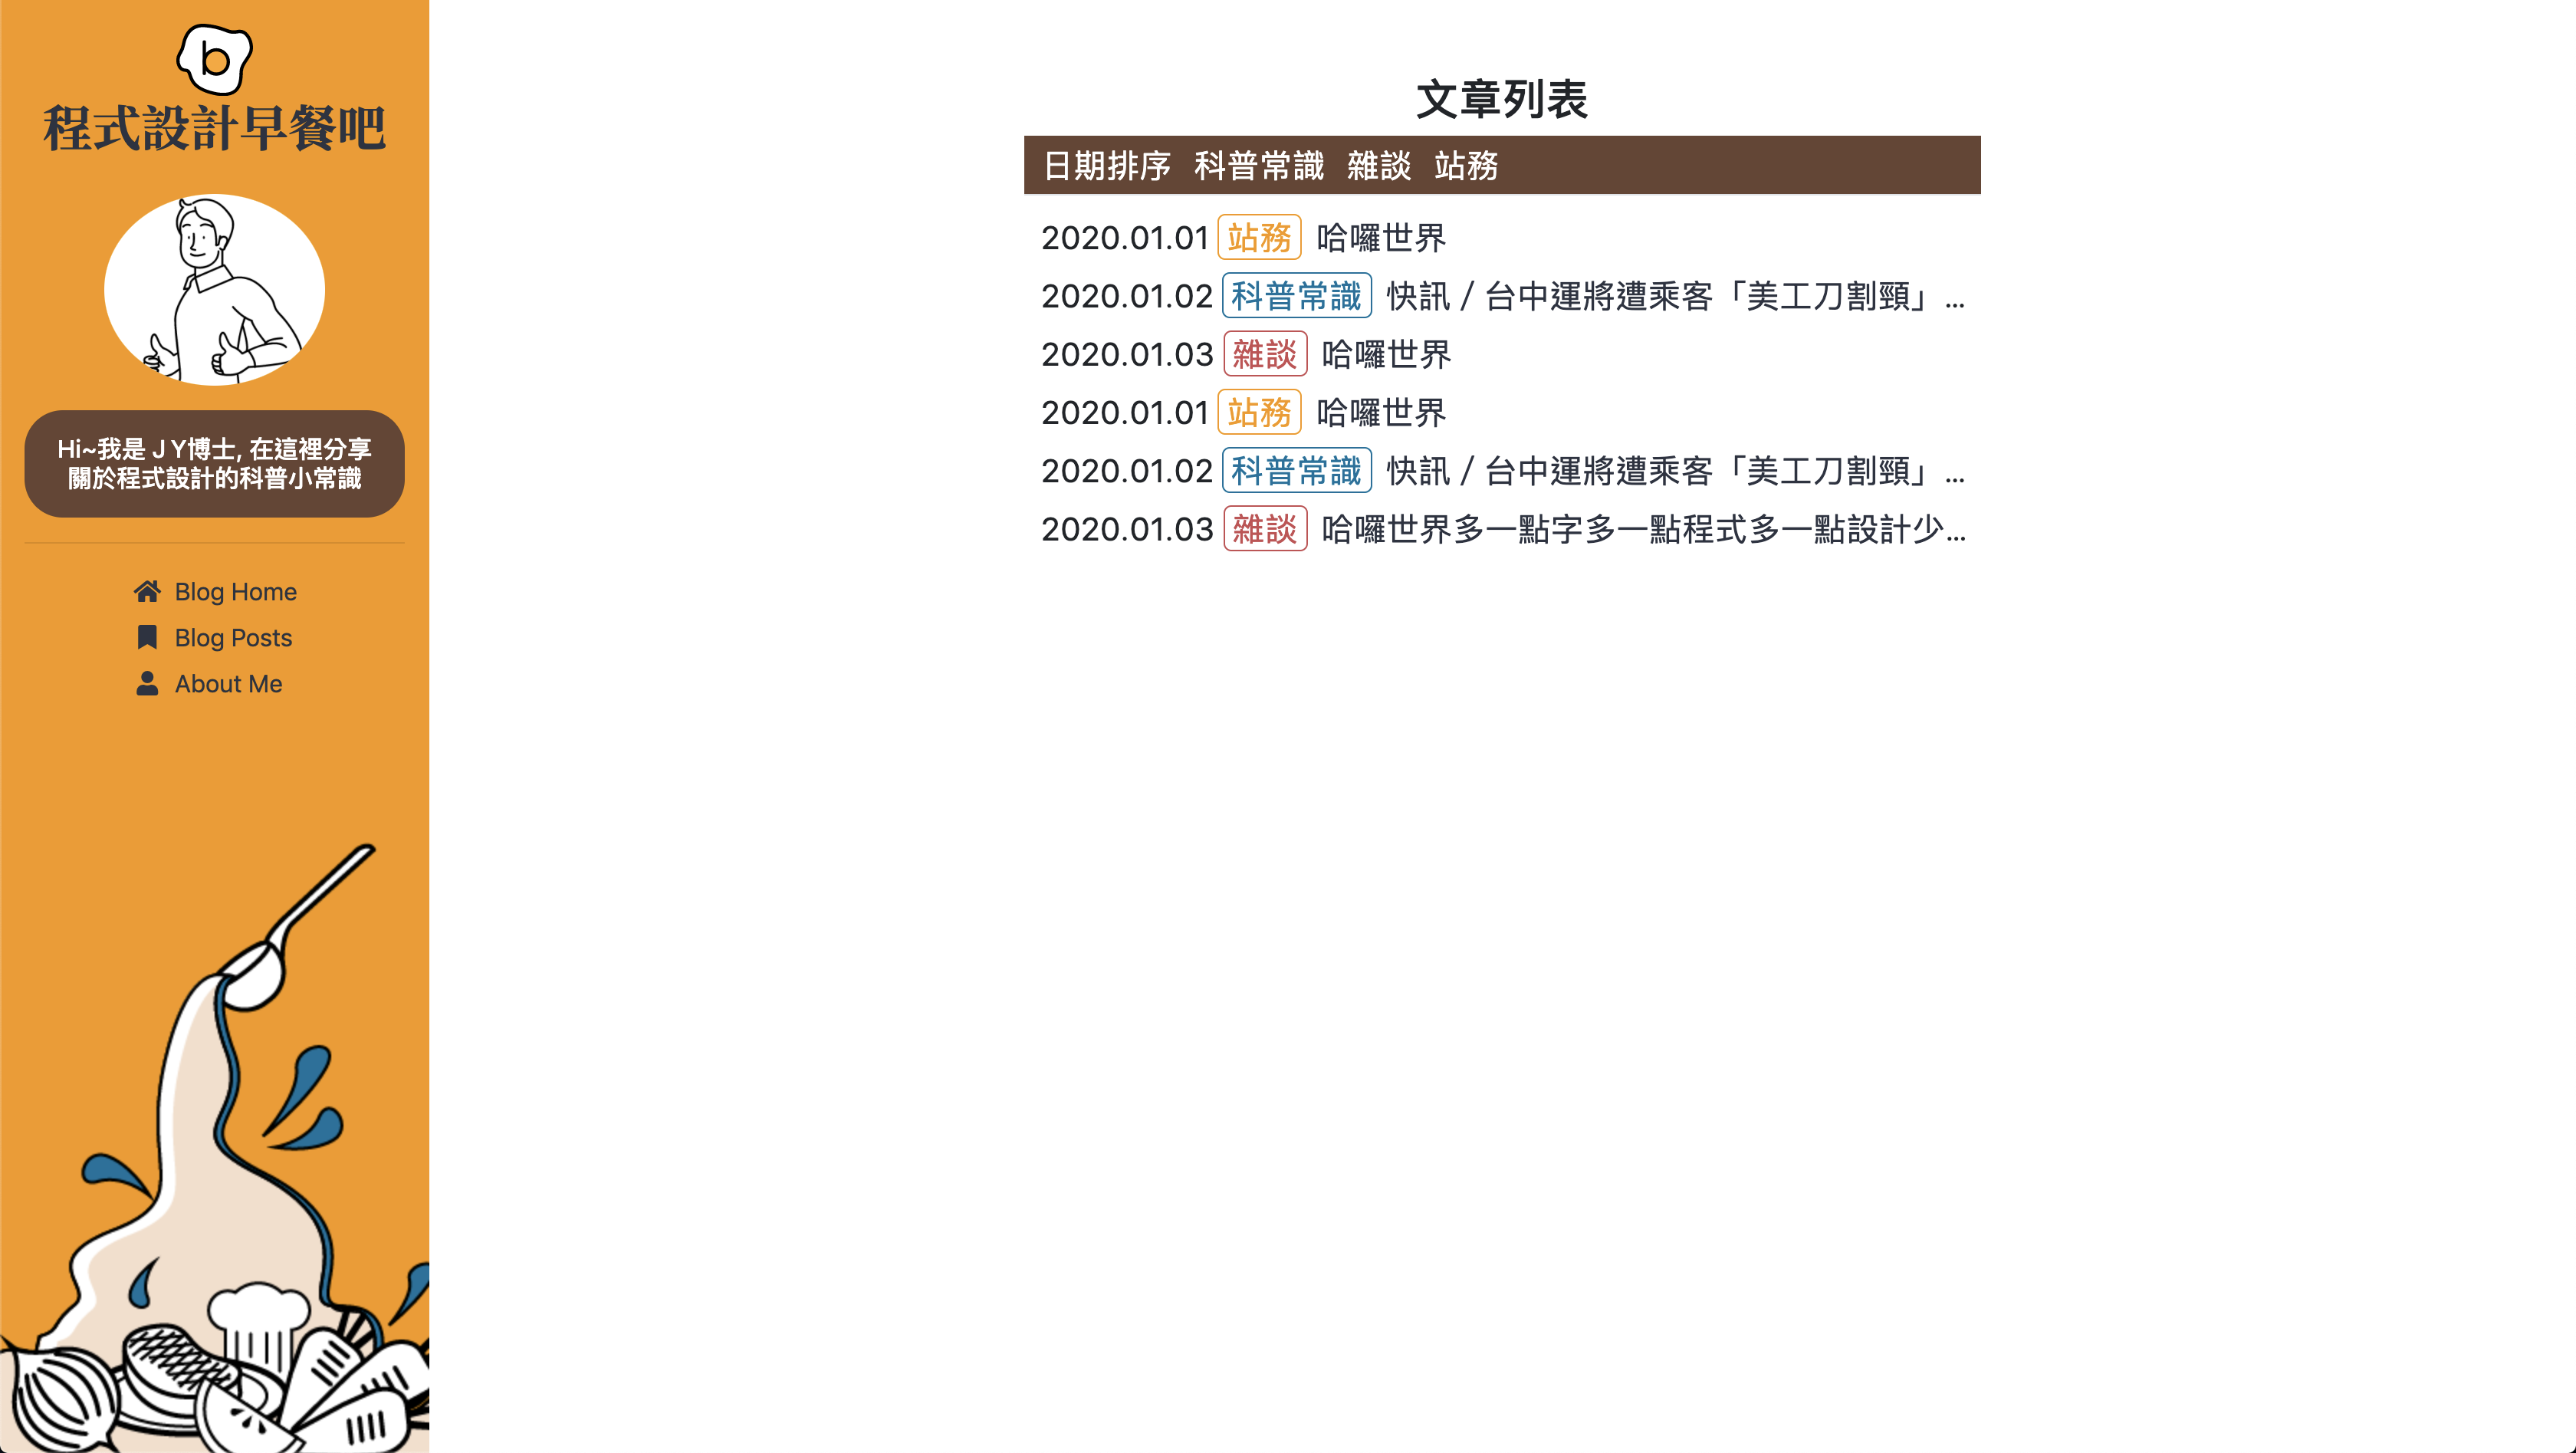 b
程式設計早餐吧
Hi~我是 J Y博士, 在這裡分享
關於程式設計的科普小常識
Blog Home
Blog Posts
About Me
文章列表
日期排序 科普常識 雜談 站務
2020.01.01 站務 哈囉世界
2020.01.02 科普常識 快訊 / 台中運將遭乘客「美工刀割頸」...
2020.01.03 雜談 哈囉世界
2020.01.01 站務 哈囉世界
2020.01.02 科普常識 快訊 / 台中運將遭乘客「美工刀割頸」...
2020.01.03 雜談 哈囉世界多一點字多一點程式多一點設計少...